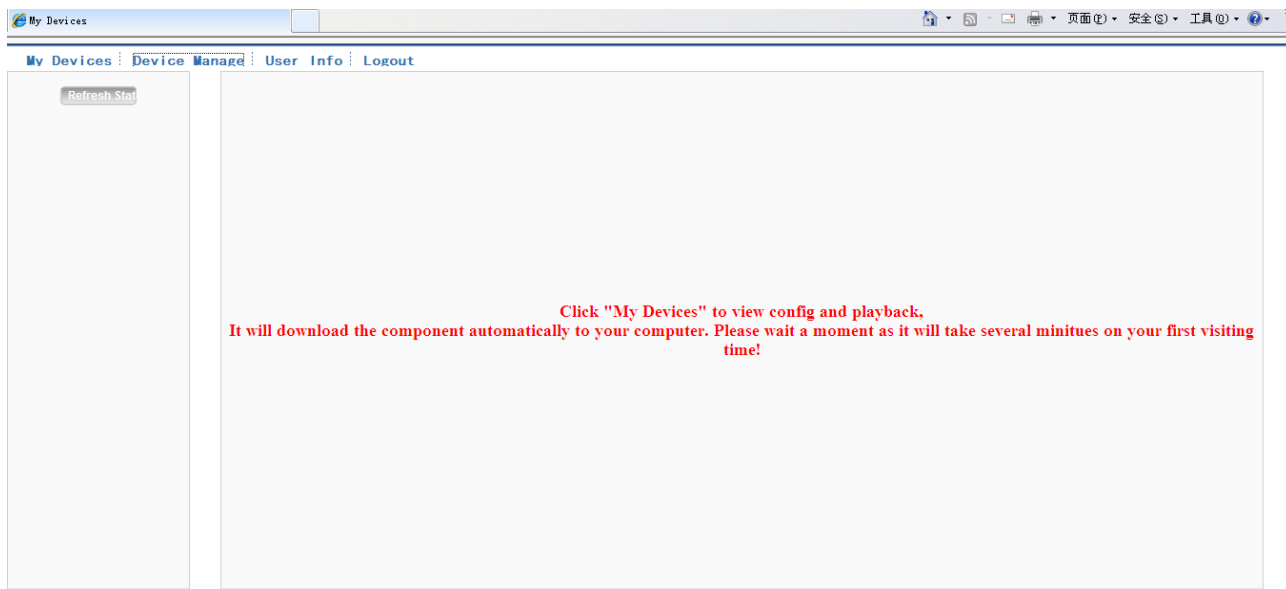 My Devices
页面(P) 安全(S) 工具(O)
My Devices Device Manage User Info Logout
Refresh Stat
Click "My Devices" to view config and playback,
It will download the component automatically to your computer. Please wait a moment as it will take several minitues on your first visiting
time!